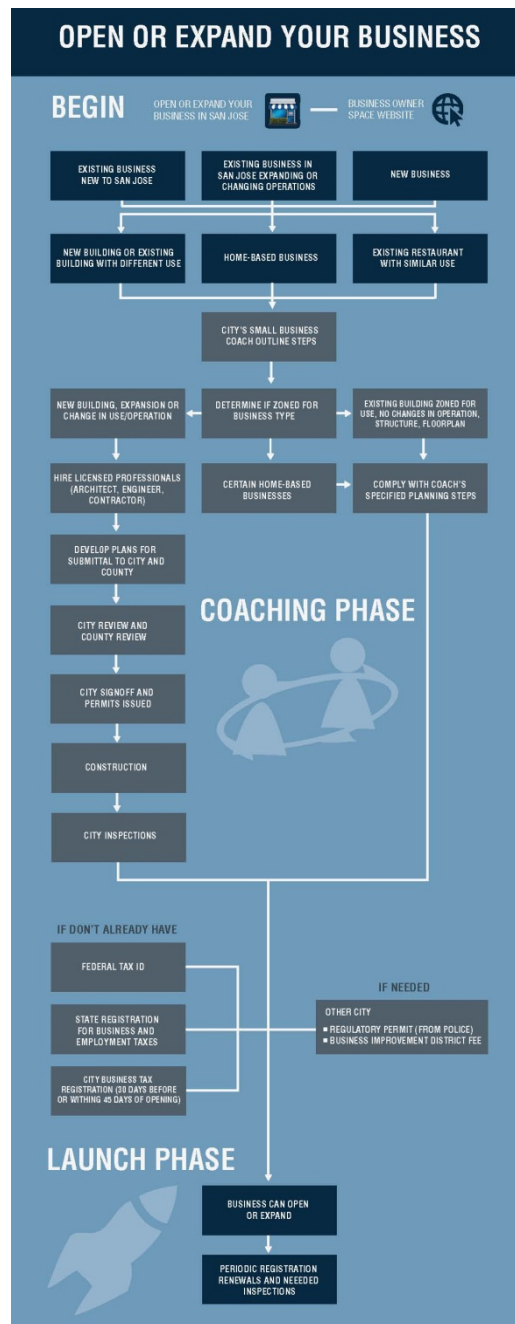 OPEN OR EXPAND YOUR BUSINESS
BEGIN
OPEN OR EXPAND YOUR
BUSINESS IN SAN JOSE
BUSINESS OWNER
SPACE WEBSITE
EXISTING BUSINESS
NEW TO SAN JOSE
EXISTING BUSINESS IN
SAN JOSE EXPANDING OR
CHANGING OPERATIONS
NEW BUSINESS
NEW BUILDING OR EXISTING
BUILDING WITH DIFFERENT USE
HOME-BASED BUSINESS
EXISTING RESTAURANT
WITH SIMILAR USE
CITY'S SMALL BUSINESS
COACH OUTLINE STEPS
NEW BUILDING, EXPANSION OR
CHANGE IN USE/OPERATION
DETERMINE IF ZONED FOR
BUSINESS TYPE
EXISTING BUILDING ZONED FOR
USE, NO CHANGES IN OPERATION,
STRUCTURE, FLOORPLAN
HIRE LICENSED PROFESSIONALS
(ARCHITECT, ENGINEER,
CONTRACTOR)
CERTAIN HOME-BASED
BUSINESSES
COMPLY WITH COACH'S
SPECIFIED PLANNING STEPS
DEVELOP PLANS FOR
SUBMITTAL TO CITY AND
COUNTY
COACHING PHASE
CITY REVIEW AND
COUNTY REVIEW
CITY SIGNOFF AND
PERMITS ISSUED
CONSTRUCTION
CITY INSPECTIONS
IF DON'T ALREADY HAVE
FEDERAL TAX ID
STATE REGISTRATION
FOR BUSINESS AND
EMPLOYMENT TAXES
CITY BUSINESS TAX
REGISTRATION (30 DAYS BEFORE
OR WITHING 45 DAYS OF OPENING)
IF NEEDED
OTHER CITY
■ REGULATORY PERMIT (FROM POLICE)
■ BUSINESS IMPROVEMENT DISTRICT FEE
LAUNCH PHASE
BUSINESS CAN OPEN
OR EXPAND
PERIODIC REGISTRATION
RENEWALS AND NEEEDED
INSPECTIONS